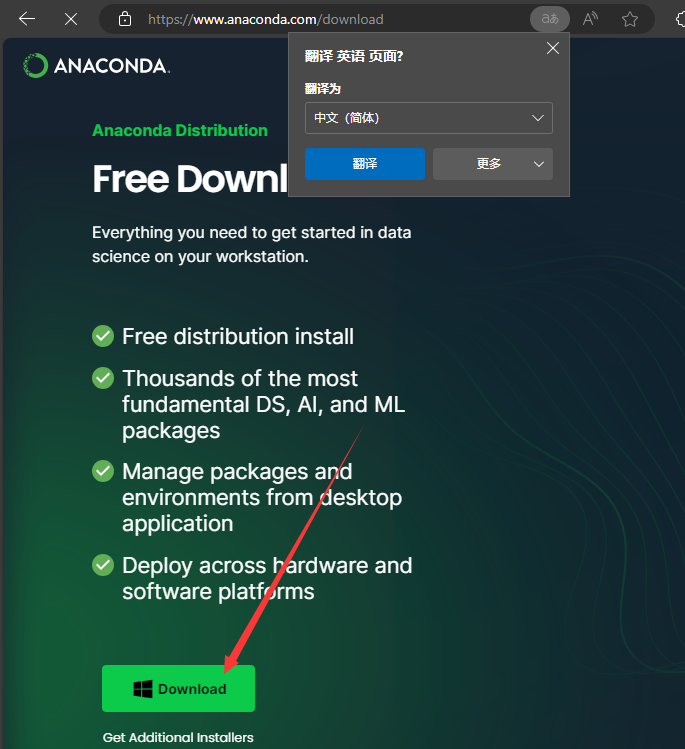 https://www.anaconda.com/download
aあ
A
翻译 英语 页面?
翻译为
中文（简体）
翻译
更多
ANACONDA.
Anaconda Distribution
Free Downl
Everything you need to get started in data
science on your workstation.
Free distribution install
Thousands of the most
fundamental DS, AI, and ML
packages
Manage packages and
environments from desktop
application
Deploy across hardware and
software platforms
Download
Get Additional Installers